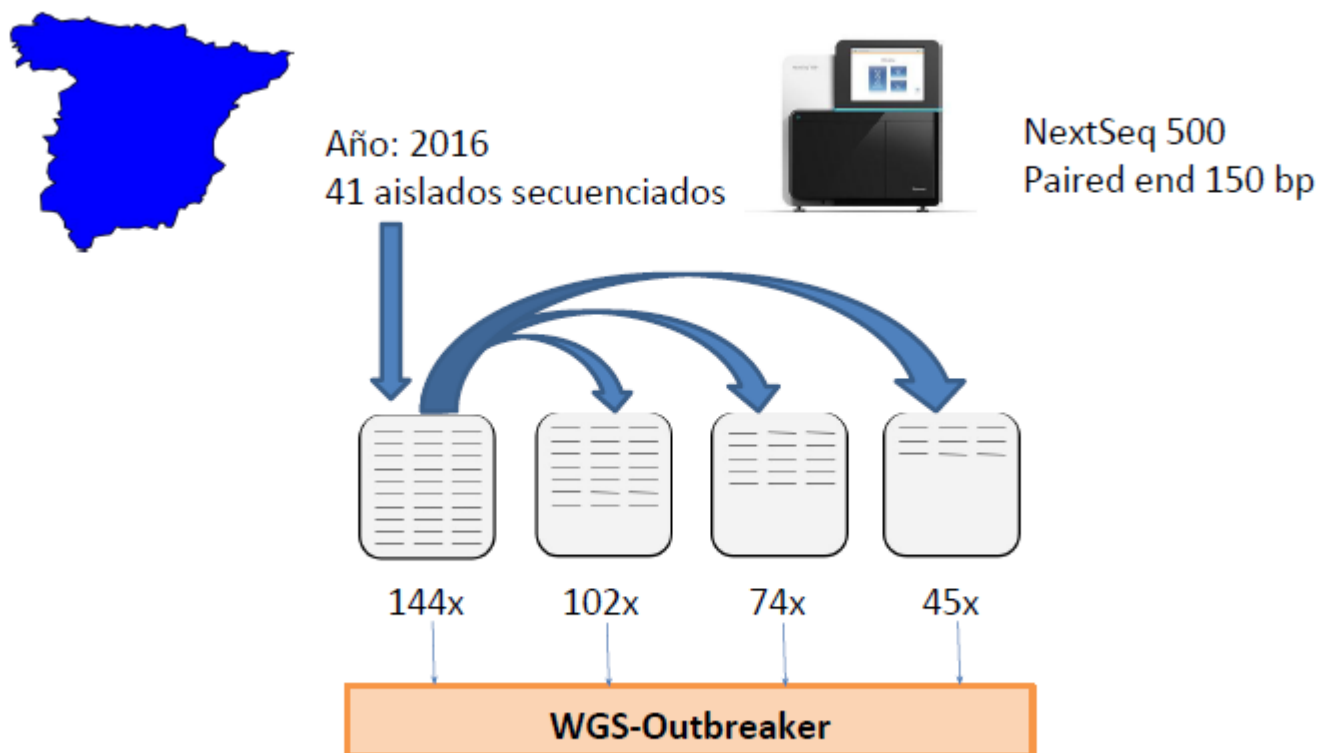 Año: 2016
41 aislados secuenciados
NextSeq 500
Paired end 150 bp
144x
102x
74x
45x
WGS-Outbreaker